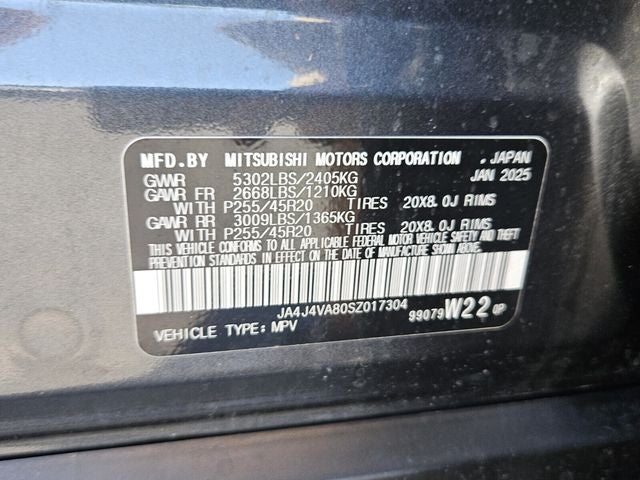 MFD.BY MITSUBISHI MOTORS CORPORATION . JAPAN
GVWR 5302LBS/2405KG JAN 2025
GAWR FR 2668LBS/1210KG
WITH P255/45R20 TIRES 20X8.0J RIMS
GAWR RR 3009LBS/1365KG
WITH P255/45R20 TIRES 20X8.0J RIMS
THIS VEHICLE CONFORMS TO ALL APPLICABLE FEDERAL MOTOR VEHICLE SAFETY AND THEFT
PREVENTION STANDARDS IN EFFECT ON THE DATE OF MANUFACTURE SHOWN ABOVE.
JA4J4VA80SZ017304
VEHICLE TYPE: MPV 99079 W22 0P